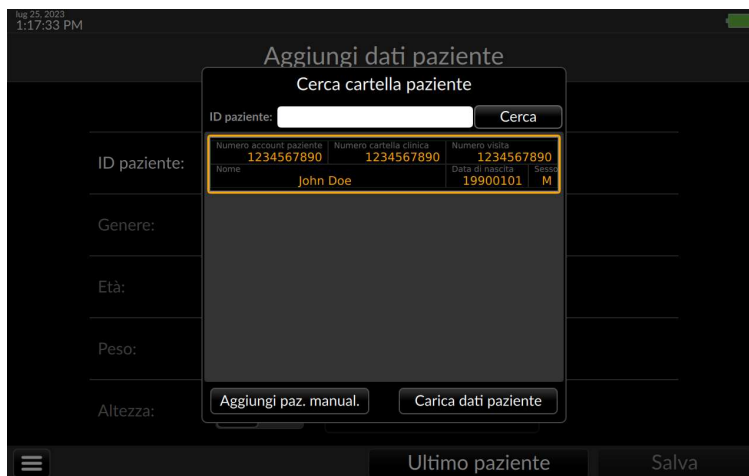 lug 25, 2023
1:17:33 PM
Aggiungi dati paziente
Cerca cartella paziente
ID paziente: Cerca
Numero account paziente Numero cartella clinica Numero visita
1234567890 1234567890 1234567890
Nome Data di nascita Sesso
John Doe 19900101 M
ID paziente:
Genere:
Età:
Peso:
Altezza:
Aggiungi paz. manual. Carica dati paziente
Ultimo paziente Salva